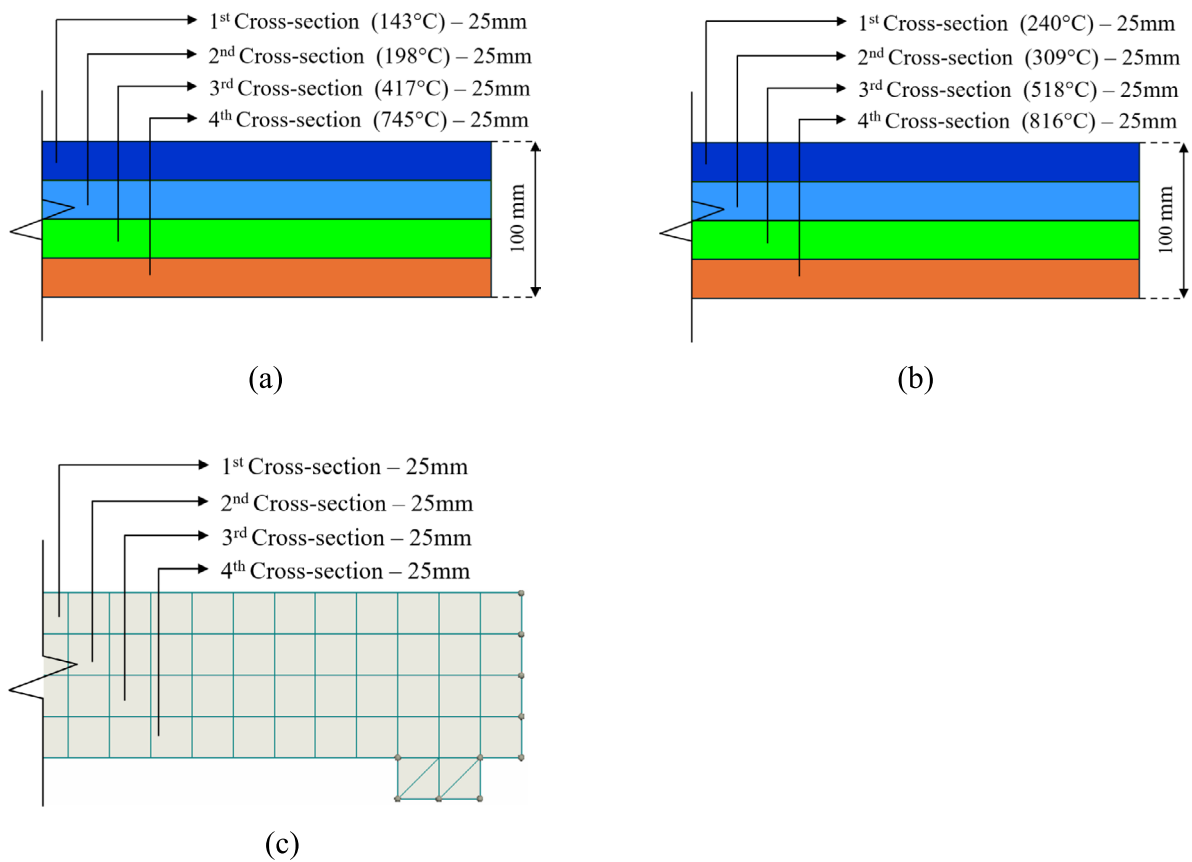 1st Cross-section (143°C) – 25mm
2nd Cross-section (198°C) – 25mm
3rd Cross-section (417°C) – 25mm
4th Cross-section (745°C) – 25mm
100 mm
(a)
1st Cross-section (240°C) – 25mm
2nd Cross-section (309°C) – 25mm
3rd Cross-section (518°C) – 25mm
4th Cross-section (816°C) – 25mm
100 mm
(b)
1st Cross-section – 25mm
2nd Cross-section – 25mm
3rd Cross-section – 25mm
4th Cross-section – 25mm
(c)